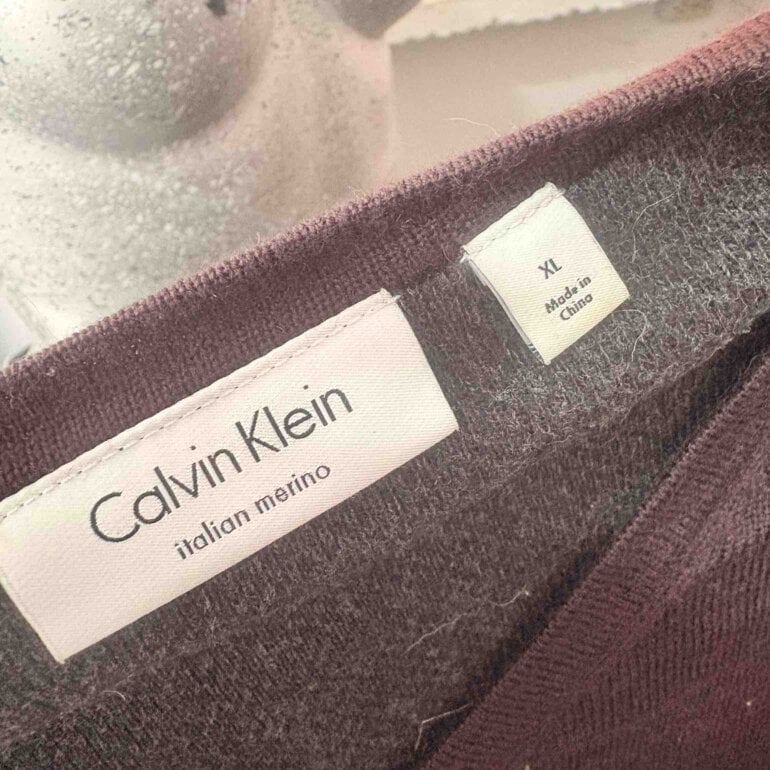 Calvin Klein
italian merino
XL
Made in
China